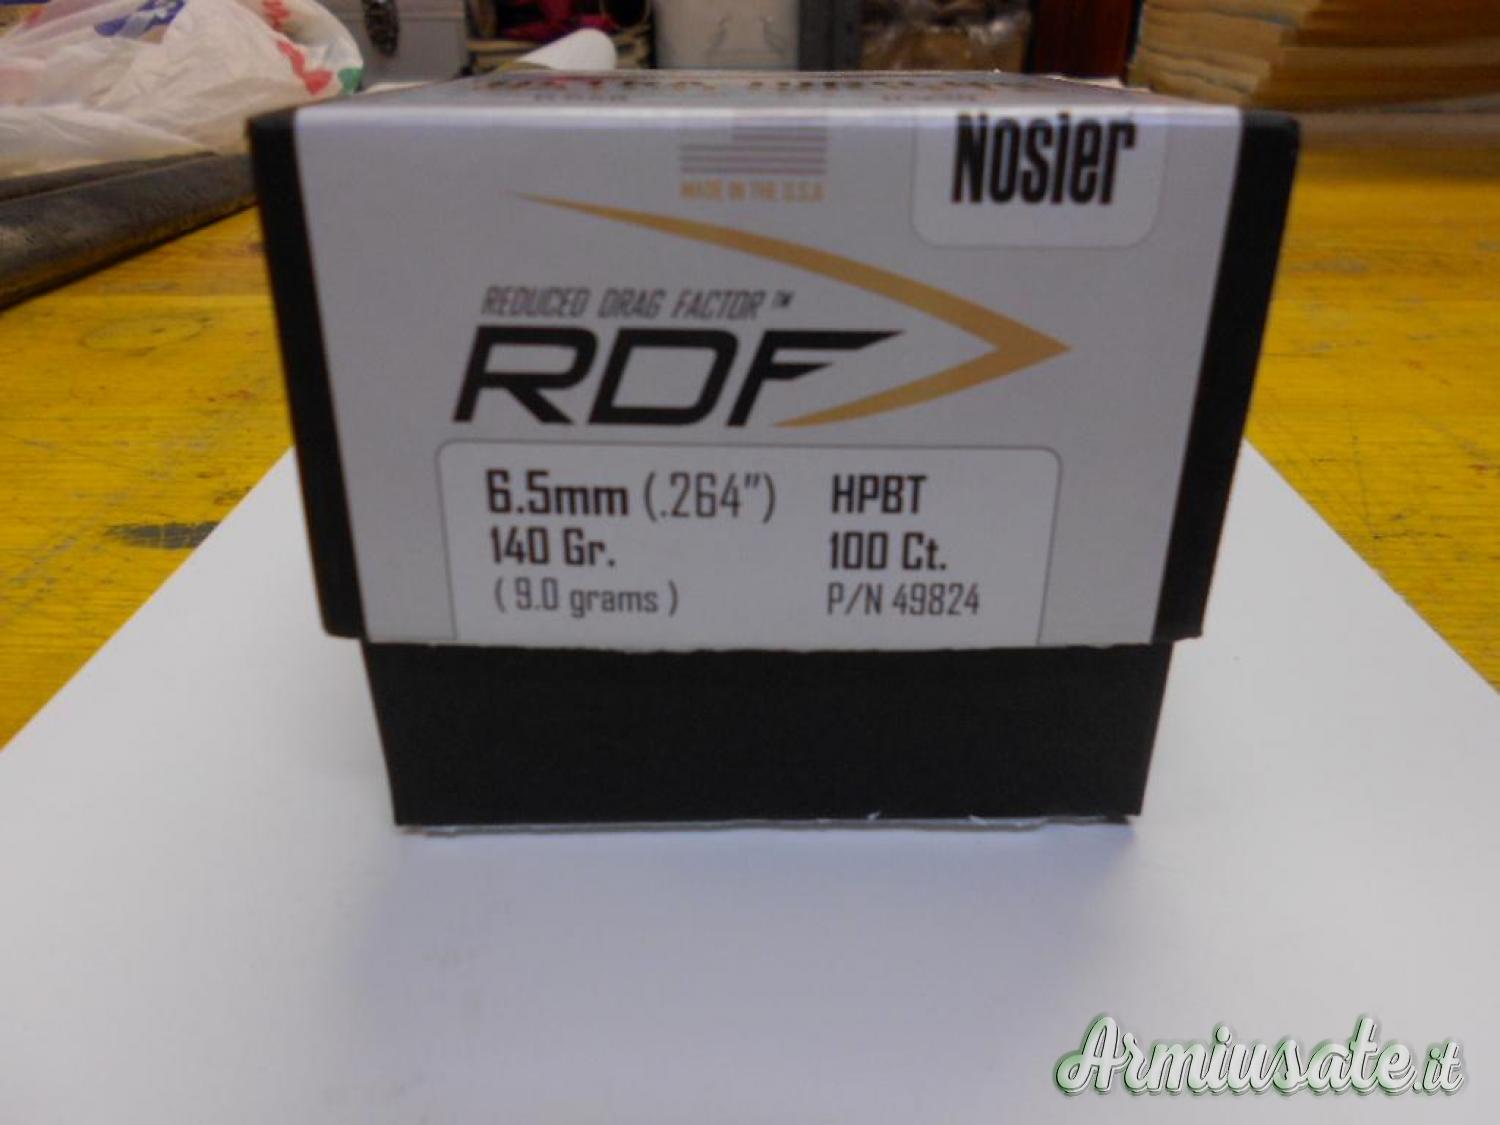 Nosler
MADE IN THE U.S.A
REDUCED DRAG FACTOR™
RDF
6.5mm (.264") HPBT
140 Gr. 100 Ct.
(9.0 grams) P/N 49824
Armiusate.it